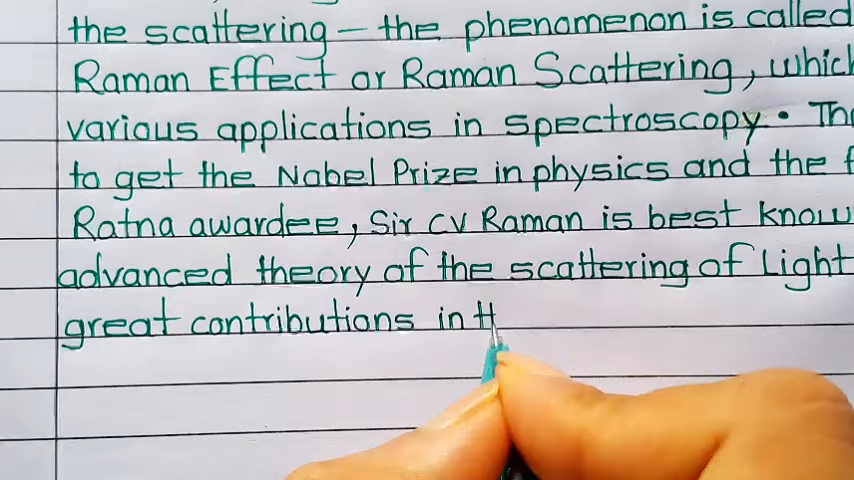 the scattering — the phenomenon is called
Raman Effect or Raman Scattering, which
various applications in spectroscopy. The
to get the Nobel Prize in physics and the
Ratna awardee, Sir CV Raman is best know
advanced theory of the scattering of Light
great contributions in